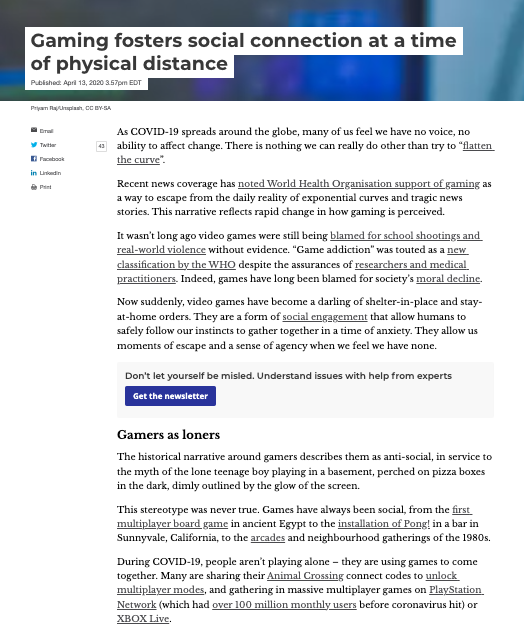 Gaming fosters social connection at a time
of physical distance
Published: April 13, 2020 3.57pm EDT
Priyam Raj/Unsplash, CC BY-SA
Email
Twitter
43
Facebook
LinkedIn
Print
As COVID-19 spreads around the globe, many of us feel we have no voice, no
ability to affect change. There is nothing we can really do other than try to “flatten
the curve”.
Recent news coverage has noted World Health Organisation support of gaming as
a way to escape from the daily reality of exponential curves and tragic news
stories. This narrative reflects rapid change in how gaming is perceived.
It wasn’t long ago video games were still being blamed for school shootings and
real-world violence without evidence. “Game addiction” was touted as a new
classification by the WHO despite the assurances of researchers and medical
practitioners. Indeed, games have long been blamed for society’s moral decline.
Now suddenly, video games have become a darling of shelter-in-place and stay-
at-home orders. They are a form of social engagement that allow humans to
safely follow our instincts to gather together in a time of anxiety. They allow us
moments of escape and a sense of agency when we feel we have none.
Don’t let yourself be misled. Understand issues with help from experts
Get the newsletter
Gamers as loners
The historical narrative around gamers describes them as anti-social, in service to
the myth of the lone teenage boy playing in a basement, perched on pizza boxes
in the dark, dimly outlined by the glow of the screen.
This stereotype was never true. Games have always been social, from the first
multiplayer board game in ancient Egypt to the installation of Pong! in a bar in
Sunnyvale, California, to the arcades and neighbourhood gatherings of the 1980s.
During COVID-19, people aren’t playing alone – they are using games to come
together. Many are sharing their Animal Crossing connect codes to unlock
multiplayer modes, and gathering in massive multiplayer games on PlayStation
Network (which had over 100 million monthly users before coronavirus hit) or
XBOX Live.